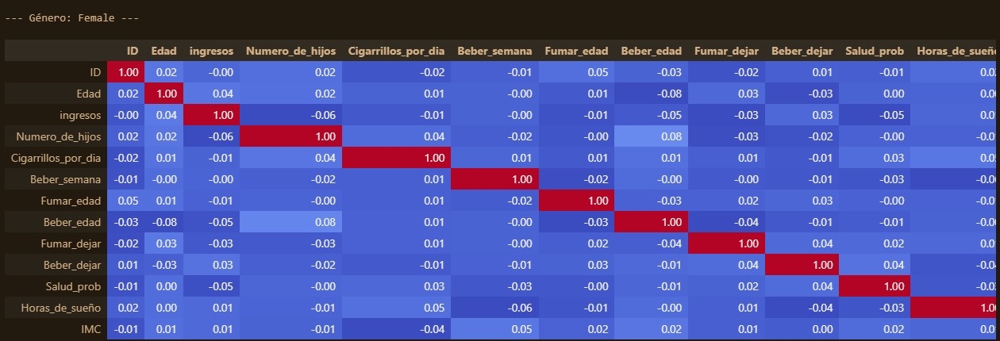 --- Género: Female ---
ID Edad ingresos Numero_de_hijos Cigarrillos_por_dia Beber_semana Fumar_edad Beber_edad Fumar_dejar Beber_dejar Salud_prob Horas_de_sueño
ID 1.00 0.02 -0.00 0.02 -0.02 -0.01 0.05 -0.03 -0.02 0.01 -0.01
Edad 0.02 1.00 0.04 0.02 0.01 -0.00 0.01 -0.08 0.03 -0.03 0.00
ingresos -0.00 0.04 1.00 -0.06 -0.01 -0.00 -0.01 -0.05 -0.03 0.03 -0.05
Numero_de_hijos 0.02 0.02 -0.06 1.00 0.04 -0.02 -0.00 0.08 -0.03 -0.02 -0.00
Cigarrillos_por_dia -0.02 0.01 -0.01 0.04 1.00 0.01 0.01 0.01 0.01 -0.01 0.03
Beber_semana -0.01 -0.00 -0.00 -0.02 0.01 1.00 -0.02 -0.00 -0.00 -0.01 -0.03
Fumar_edad 0.05 0.01 -0.01 -0.00 0.01 -0.02 1.00 -0.03 0.02 0.03 -0.00
Beber_edad -0.03 -0.08 -0.05 0.08 0.01 -0.00 -0.03 1.00 -0.04 -0.01 -0.01
Fumar_dejar -0.02 0.03 -0.03 -0.03 0.01 -0.00 0.02 -0.04 1.00 0.04 0.02
Beber_dejar 0.01 -0.03 0.03 -0.02 -0.01 -0.01 0.03 -0.01 0.04 1.00 0.04
Salud_prob -0.01 0.00 -0.05 -0.00 0.03 -0.03 -0.00 -0.01 0.02 0.04 1.00
Horas_de_sueño 0.02 0.00 0.01 -0.01 0.05 -0.06 -0.01 -0.00 0.01 -0.04 -0.03
IMC -0.01 0.01 0.01 -0.01 -0.04 0.05 0.02 0.02 0.01 0.00 0.02